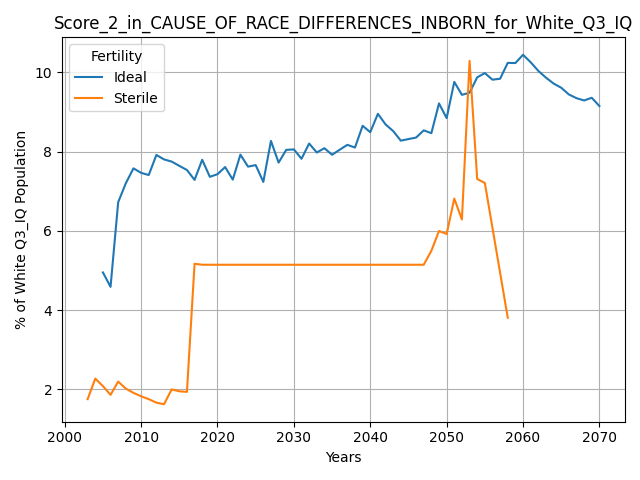 Score_2_in_CAUSE_OF_RACE_DIFFERENCES_INBORN_for_White_Q3_IQ
Fertility
Ideal
Sterile
% of White Q3_IQ Population
10
8
6
4
2
2000 2010 2020 2030 2040 2050 2060 2070
Years